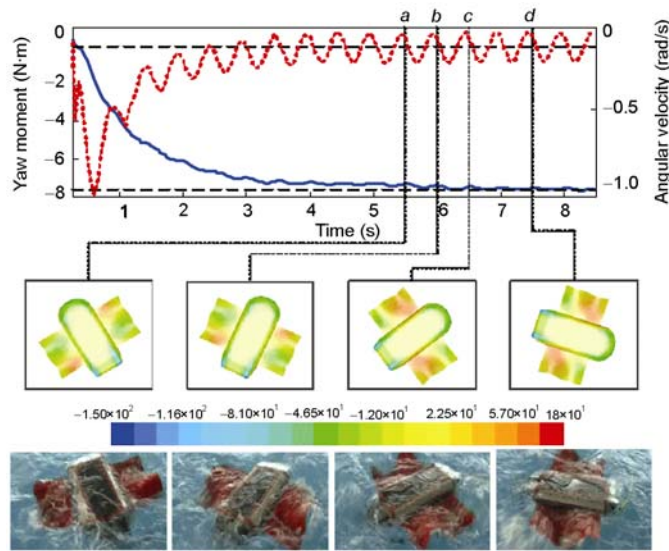 a b c d
0 0
−2
−4 −0.5
−6
−8 −1.0
Yaw moment (N·m)
Angular velocity (rad/s)
1 2 3 4 5 6 7 8
Time (s)
−1.50×10² −1.16×10² −8.10×10¹ −4.65×10¹ −1.20×10¹ 2.25×10¹ 5.70×10¹ 18×10¹